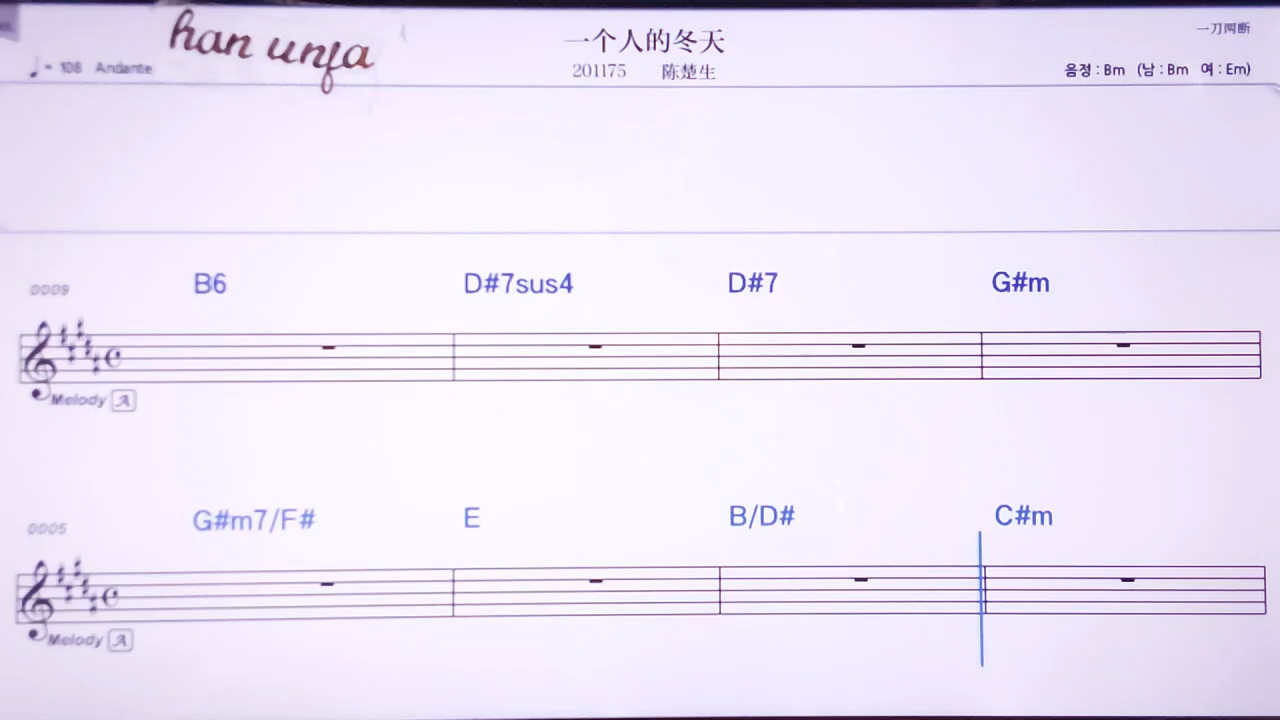 han unfa
一个人的冬天
一刀两断
♩= 108 Andante
201175 陈楚生
음정 : Bm (남 : Bm 여 : Em)
B6 D#7sus4 D#7 G#m
0009
Melody A
G#m7/F# E B/D# C#m
0005
Melody A